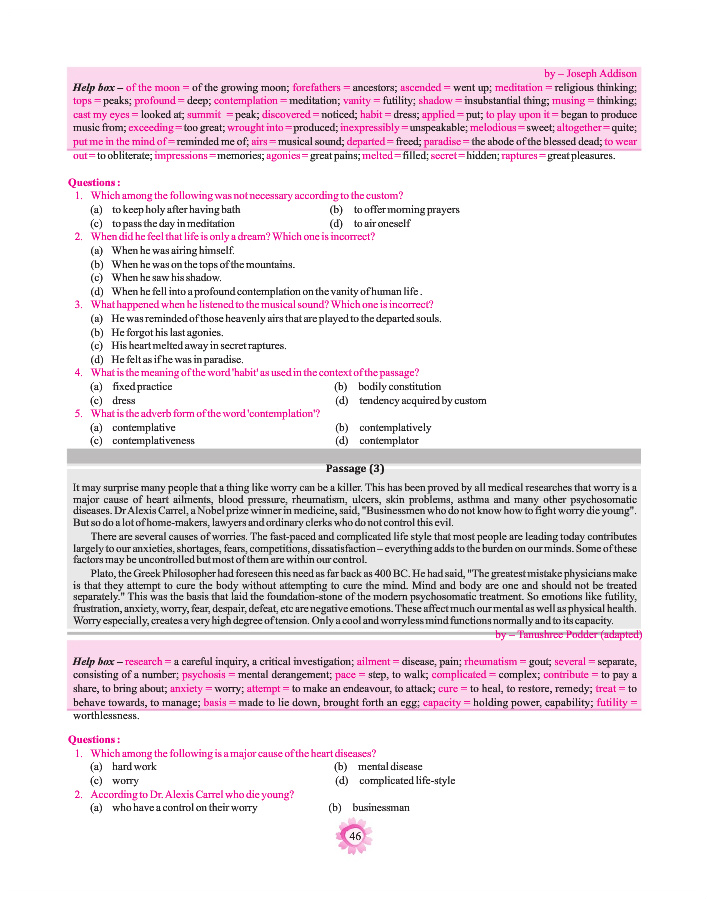 by – Joseph Addison
Help box – of the moon = of the growing moon; forefathers = ancestors; ascended = went up; meditation = religious thinking;
tops = peaks; profound = deep; contemplation = meditation; vanity = futility; shadow = insubstantial thing; musing = thinking;
cast my eyes = looked at; summit = peak; discovered = noticed; habit = dress; applied = put; to play upon it = began to produce
music from; exceeding = too great; wrought into = produced; inexpressibly = unspeakable; melodious = sweet; altogether = quite;
put me in the mind of = reminded me of; airs = musical sound; departed = freed; paradise = the abode of the blessed dead; to wear
out = to obliterate; impressions = memories; agonies = great pains; melted = filled; secret = hidden; raptures = great pleasures.
Questions :
1. Which among the following was not necessary according to the custom?
(a) to keep holy after having bath (b) to offer morning prayers
(c) to pass the day in meditation (d) to air oneself
2. When did he feel that life is only a dream? Which one is incorrect?
(a) When he was airing himself.
(b) When he was on the tops of the mountains.
(c) When he saw his shadow.
(d) When he fell into a profound contemplation on the vanity of human life .
3. What happened when he listened to the musical sound? Which one is incorrect?
(a) He was reminded of those heavenly airs that are played to the departed souls.
(b) He forgot his last agonies.
(c) His heart melted away in secret raptures.
(d) He felt as if he was in paradise.
4. What is the meaning of the word 'habit' as used in the context of the passage?
(a) fixed practice (b) bodily constitution
(c) dress (d) tendency acquired by custom
5. What is the adverb form of the word 'contemplation'?
(a) contemplative (b) contemplatively
(c) contemplativeness (d) contemplator
Passage (3)
It may surprise many people that a thing like worry can be a killer. This has been proved by all medical researches that worry is a
major cause of heart ailments, blood pressure, rheumatism, ulcers, skin problems, asthma and many other psychosomatic
diseases. Dr Alexis Carrel, a Nobel prize winner in medicine, said, "Businessmen who do not know how to fight worry die young".
But so do a lot of home-makers, lawyers and ordinary clerks who do not control this evil.
There are several causes of worries. The fast-paced and complicated life style that most people are leading today contributes
largely to our anxieties, shortages, fears, competitions, dissatisfaction – everything adds to the burden on our minds. Some of these
factors may be uncontrolled but most of them are within our control.
Plato, the Greek Philosopher had foreseen this need as far back as 400 BC. He had said, "The greatest mistake physicians make
is that they attempt to cure the body without attempting to cure the mind. Mind and body are one and should not be treated
separately." This was the basis that laid the foundation-stone of the modern psychosomatic treatment. So emotions like futility,
frustration, anxiety, worry, fear, despair, defeat, etc are negative emotions. These affect much our mental as well as physical health.
Worry especially, creates a very high degree of tension. Only a cool and worryless mind functions normally and to its capacity.
by – Tanushree Podder (adapted)
Help box – research = a careful inquiry, a critical investigation; ailment = disease, pain; rheumatism = gout; several = separate,
consisting of a number; psychosis = mental derangement; pace = step, to walk; complicated = complex; contribute = to pay a
share, to bring about; anxiety = worry; attempt = to make an endeavour, to attack; cure = to heal, to restore, remedy; treat = to
behave towards, to manage; basis = made to lie down, brought forth an egg; capacity = holding power, capability; futility =
worthlessness.
Questions :
1. Which among the following is a major cause of the heart diseases?
(a) hard work (b) mental disease
(c) worry (d) complicated life-style
2. According to Dr. Alexis Carrel who die young?
(a) who have a control on their worry (b) businessman
46